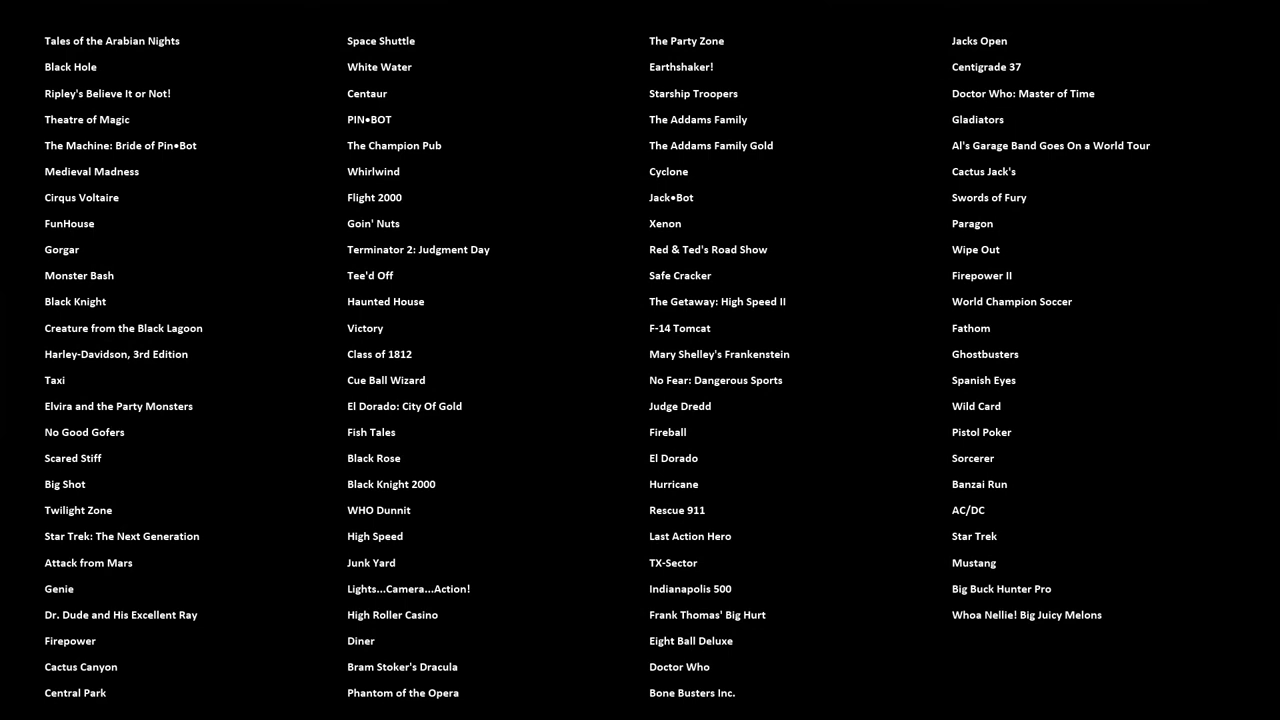 Tales of the Arabian Nights
Black Hole
Ripley's Believe It or Not!
Theatre of Magic
The Machine: Bride of Pin•Bot
Medieval Madness
Cirqus Voltaire
FunHouse
Gorgar
Monster Bash
Black Knight
Creature from the Black Lagoon
Harley-Davidson, 3rd Edition
Taxi
Elvira and the Party Monsters
No Good Gofers
Scared Stiff
Big Shot
Twilight Zone
Star Trek: The Next Generation
Attack from Mars
Genie
Dr. Dude and His Excellent Ray
Firepower
Cactus Canyon
Central Park
Space Shuttle
White Water
Centaur
PIN•BOT
The Champion Pub
Whirlwind
Flight 2000
Goin' Nuts
Terminator 2: Judgment Day
Tee'd Off
Haunted House
Victory
Class of 1812
Cue Ball Wizard
El Dorado: City Of Gold
Fish Tales
Black Rose
Black Knight 2000
WHO Dunnit
High Speed
Junk Yard
Lights...Camera...Action!
High Roller Casino
Diner
Bram Stoker's Dracula
Phantom of the Opera
The Party Zone
Earthshaker!
Starship Troopers
The Addams Family
The Addams Family Gold
Cyclone
Jack•Bot
Xenon
Red & Ted's Road Show
Safe Cracker
The Getaway: High Speed II
F-14 Tomcat
Mary Shelley's Frankenstein
No Fear: Dangerous Sports
Judge Dredd
Fireball
El Dorado
Hurricane
Rescue 911
Last Action Hero
TX-Sector
Indianapolis 500
Frank Thomas' Big Hurt
Eight Ball Deluxe
Doctor Who
Bone Busters Inc.
Jacks Open
Centigrade 37
Doctor Who: Master of Time
Gladiators
Al's Garage Band Goes On a World Tour
Cactus Jack's
Swords of Fury
Paragon
Wipe Out
Firepower II
World Champion Soccer
Fathom
Ghostbusters
Spanish Eyes
Wild Card
Pistol Poker
Sorcerer
Banzai Run
AC/DC
Star Trek
Mustang
Big Buck Hunter Pro
Whoa Nellie! Big Juicy Melons